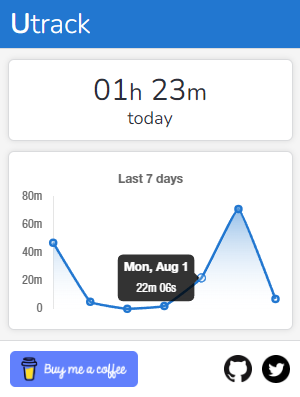 Utrack
01h 23m
today
Last 7 days
80m
60m
40m
20m
0
Mon, Aug 1
22m 06s
Buy me a coffee